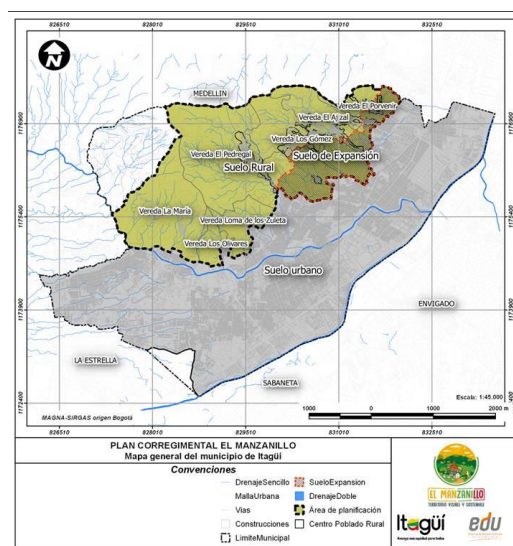 826510 828010 829510 831010 832510
1176900 1176900
1175400 1175400
1173900 1173900
1172400 1172400
N
MEDELLIN
Vereda El Porvenir
Vereda El Ajizal
Vereda Los Gómez
Vereda El Pedregal
Suelo de Expansión
Suelo Rural
Vereda La María
Vereda Loma de los Zuleta
Vereda Los Olivares
Suelo urbano
ENVIGADO
LA ESTRELLA
SABANETA
Escala: 1:45,000
1000 0 1000 2000 m
MAGNA-SIRGAS origen Bogotá
826510 828010 829510 831010 832510
PLAN CORREGIMENTAL EL MANZANILLO
Mapa general del municipio de Itagüí
Convenciones
DrenajeSencillo SueloExpansion
MallaUrbana DrenajeDoble
Vias Área de planificación
Construcciones Centro Poblado Rural
LimiteMunicipal
EL MANZANILLO
TERRITORIO VISIBLE Y SOSTENIBLE
Itagüí
edu